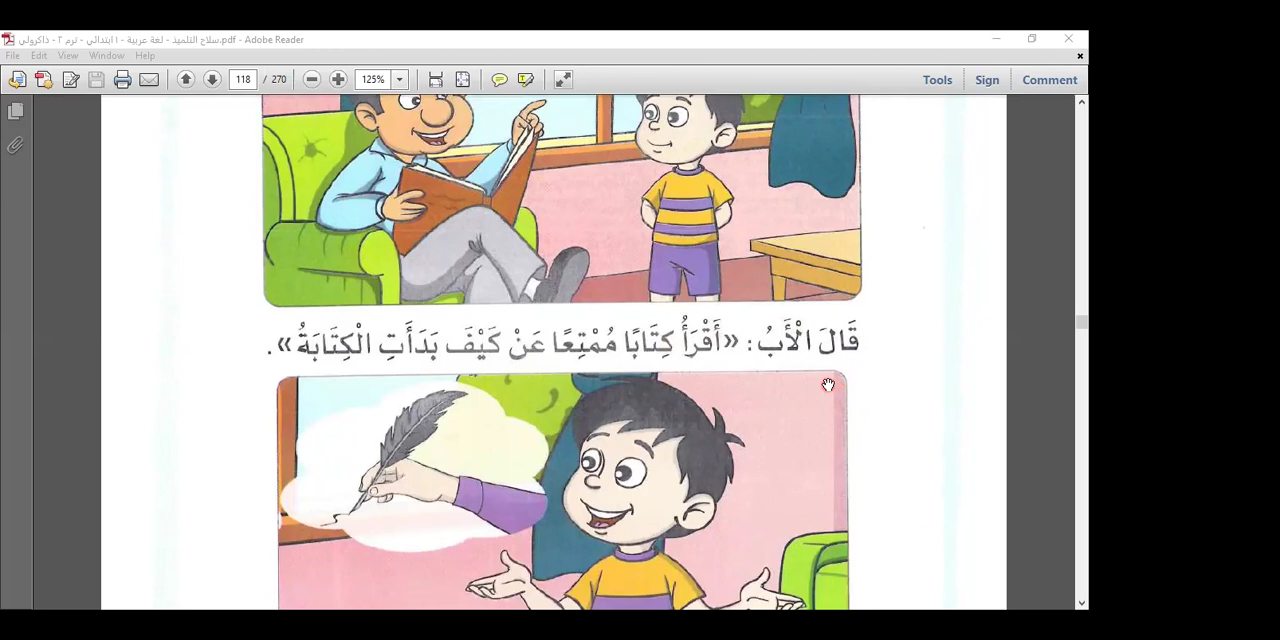 سلاح التلميذ - لغة عربية - ١ ابتدائي - ترم ٢ - ذاكرولي.pdf - Adobe Reader
File Edit View Window Help
118 / 270 125% Tools Sign Comment
قَالَ الْأَبُ: «أَقْرَأُ كِتَابًا مُمْتِعًا عَنْ كَيْفَ بَدَأَتِ الْكِتَابَةُ».